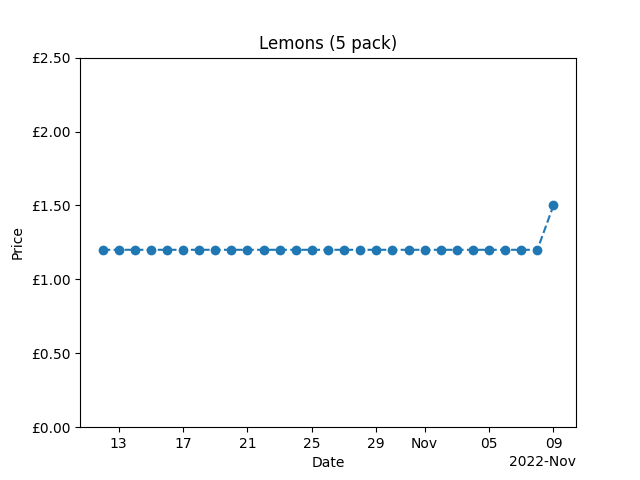 Lemons (5 pack)
£2.50
£2.00
£1.50
£1.00
£0.50
£0.00
Price
13 17 21 25 29 Nov 05 09
Date
2022-Nov